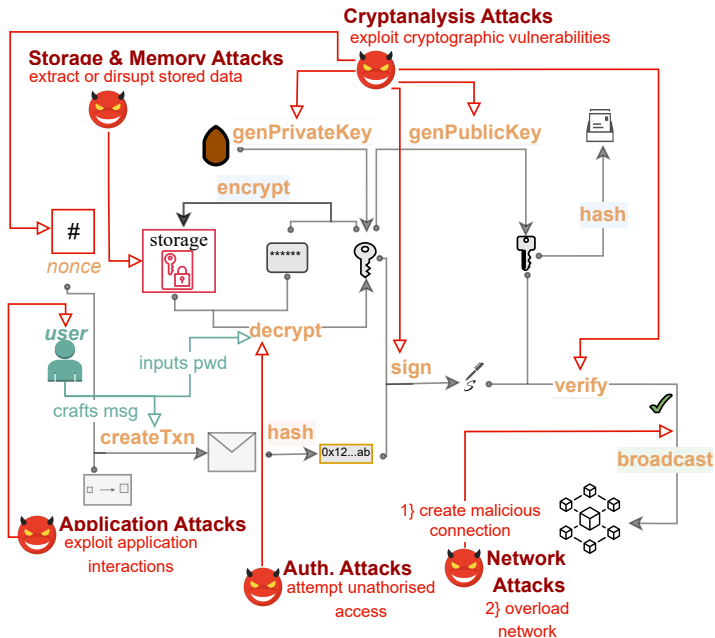 Cryptanalysis Attacks
exploit cryptographic vulnerabilities
Storage & Memory Attacks
extract or dirsupt stored data
genPrivateKey
genPublicKey
encrypt
hash
#
nonce
storage
******
user
decrypt
inputs pwd
sign
verify
crafts msg
createTxn
hash
0x12...ab
broadcast
1} create malicious
connection
Application Attacks
exploit application
interactions
Auth. Attacks
attempt unathorised
access
Network
Attacks
2} overload
network